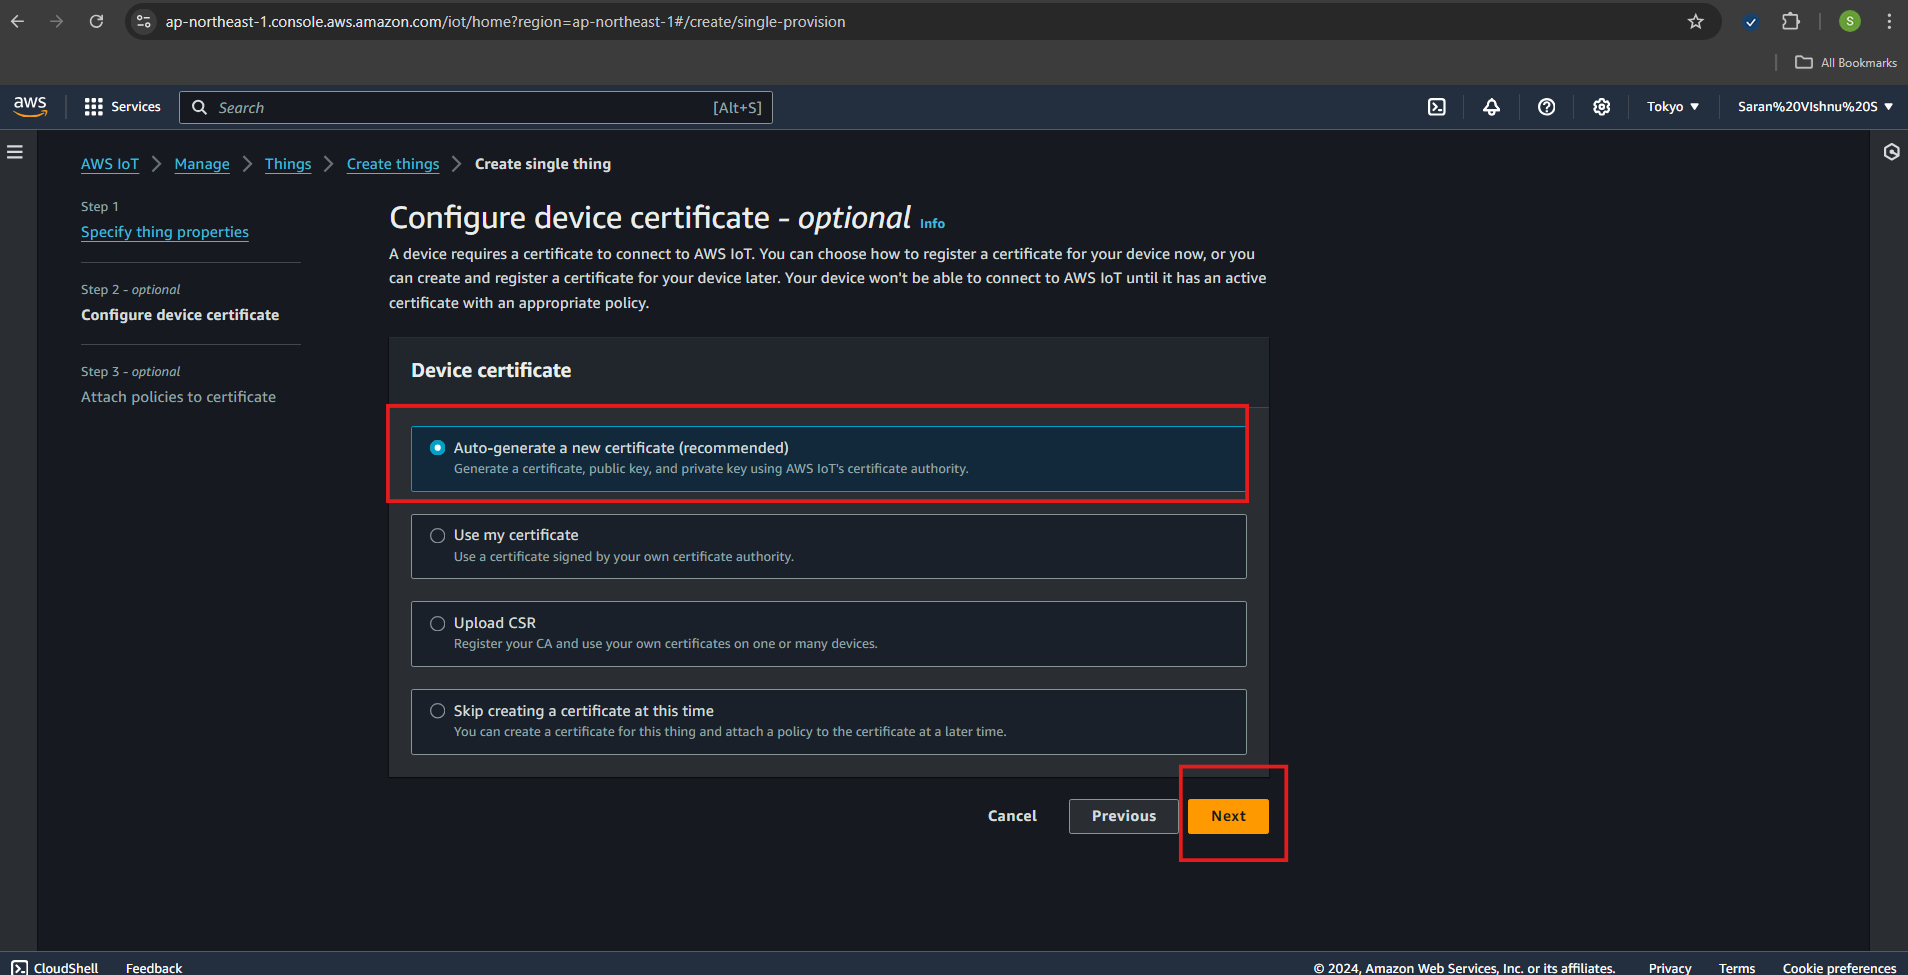 ap-northeast-1.console.aws.amazon.com/iot/home?region=ap-northeast-1#/create/single-provision
S
All Bookmarks
aws
Services
Search
[Alt+S]
Tokyo
Saran%20VIshnu%20S
AWS IoT
Manage
Things
Create things
Create single thing
Step 1
Specify thing properties
Step 2 - optional
Configure device certificate
Step 3 - optional
Attach policies to certificate
Configure device certificate - optional Info
A device requires a certificate to connect to AWS IoT. You can choose how to register a certificate for your device now, or you
can create and register a certificate for your device later. Your device won't be able to connect to AWS IoT until it has an active
certificate with an appropriate policy.
Device certificate
Auto-generate a new certificate (recommended)
Generate a certificate, public key, and private key using AWS IoT's certificate authority.
Use my certificate
Use a certificate signed by your own certificate authority.
Upload CSR
Register your CA and use your own certificates on one or many devices.
Skip creating a certificate at this time
You can create a certificate for this thing and attach a policy to the certificate at a later time.
Cancel
Previous
Next
CloudShell
Feedback
© 2024, Amazon Web Services, Inc. or its affiliates.
Privacy
Terms
Cookie preferences